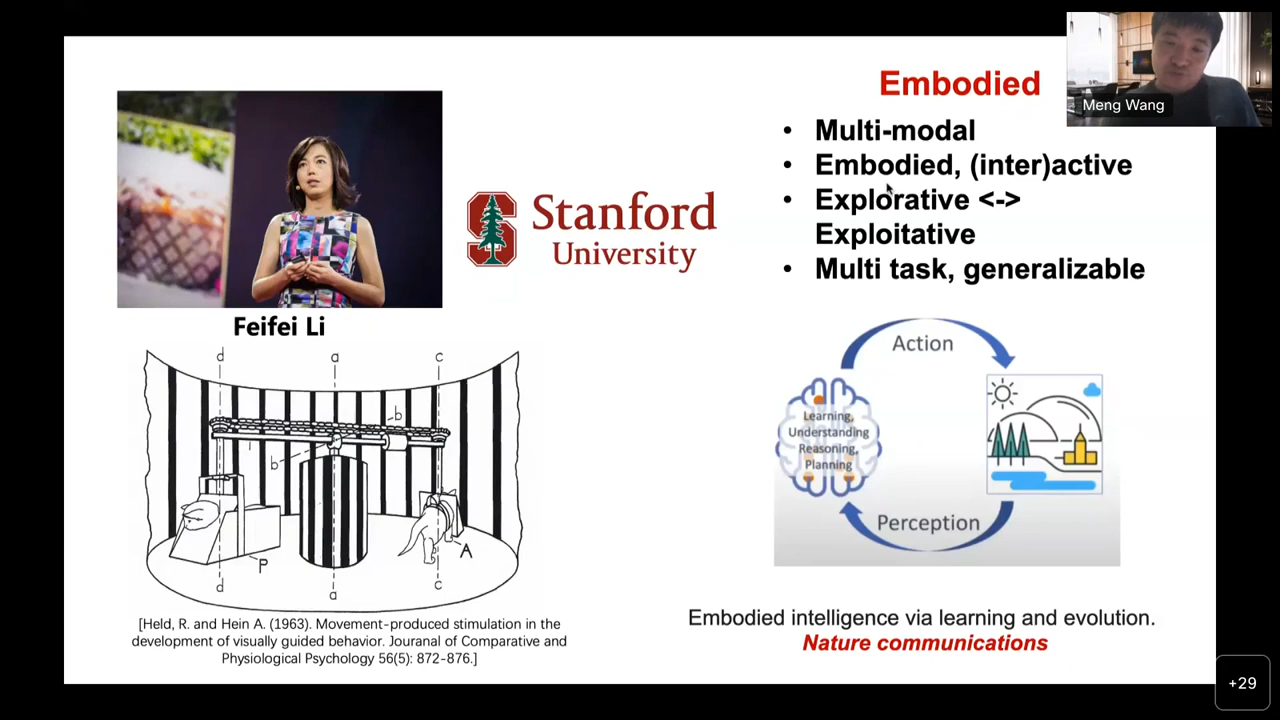 Embodied
Meng Wang
• Multi-modal
• Embodied, (inter)active
• Explorative <->
Exploitative
• Multi task, generalizable
Stanford
University
Feifei Li
d
a
c
b
b
P
A
d
a
c
[Held, R. and Hein A. (1963). Movement-produced stimulation in the
development of visually guided behavior. Jouranal of Comparative and
Physiological Psychology 56(5): 872-876.]
Action
Learning,
Understanding
Reasoning,
Planning
Perception
Embodied intelligence via learning and evolution.
Nature communications
+29